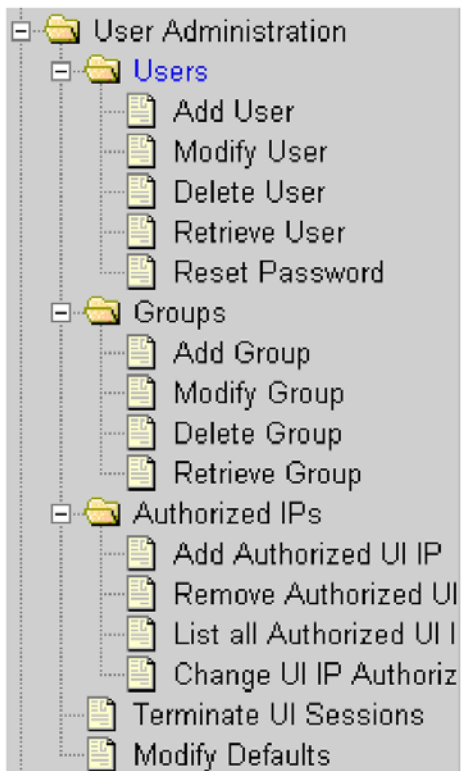 User Administration
Users
Add User
Modify User
Delete User
Retrieve User
Reset Password
Groups
Add Group
Modify Group
Delete Group
Retrieve Group
Authorized IPs
Add Authorized UI IP
Remove Authorized UI
List all Authorized UI I
Change UI IP Authoriz
Terminate UI Sessions
Modify Defaults